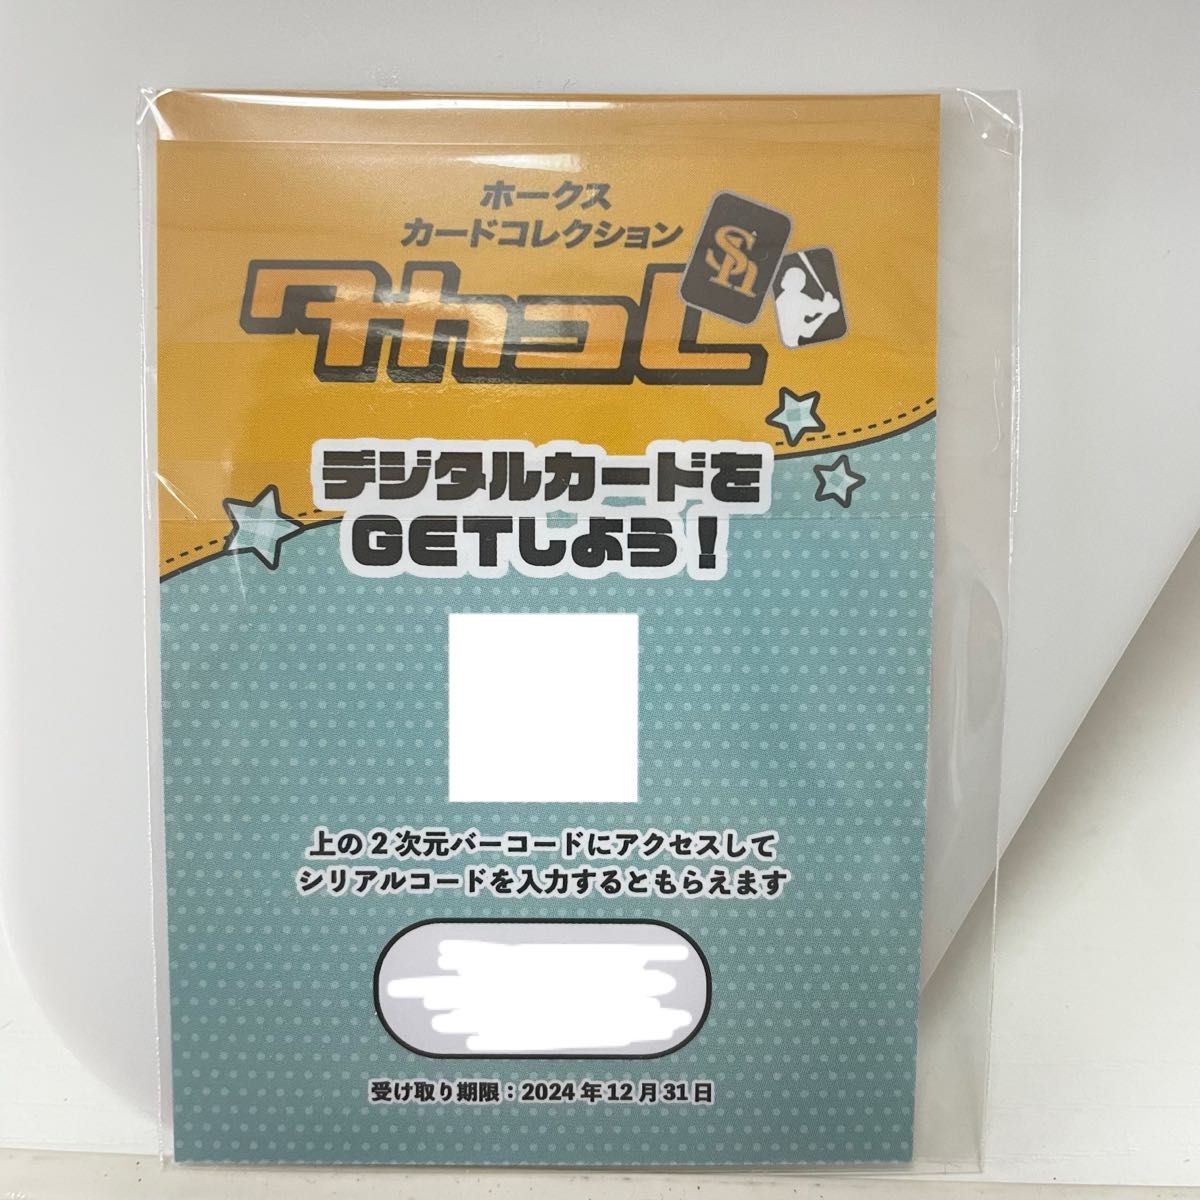 ホークス
カードコレクション
タカコレ
Sh
デジタルカードを
GETしよう！
上の2次元バーコードにアクセスして
シリアルコードを入力するともらえます
受け取り期限：2024年12月31日